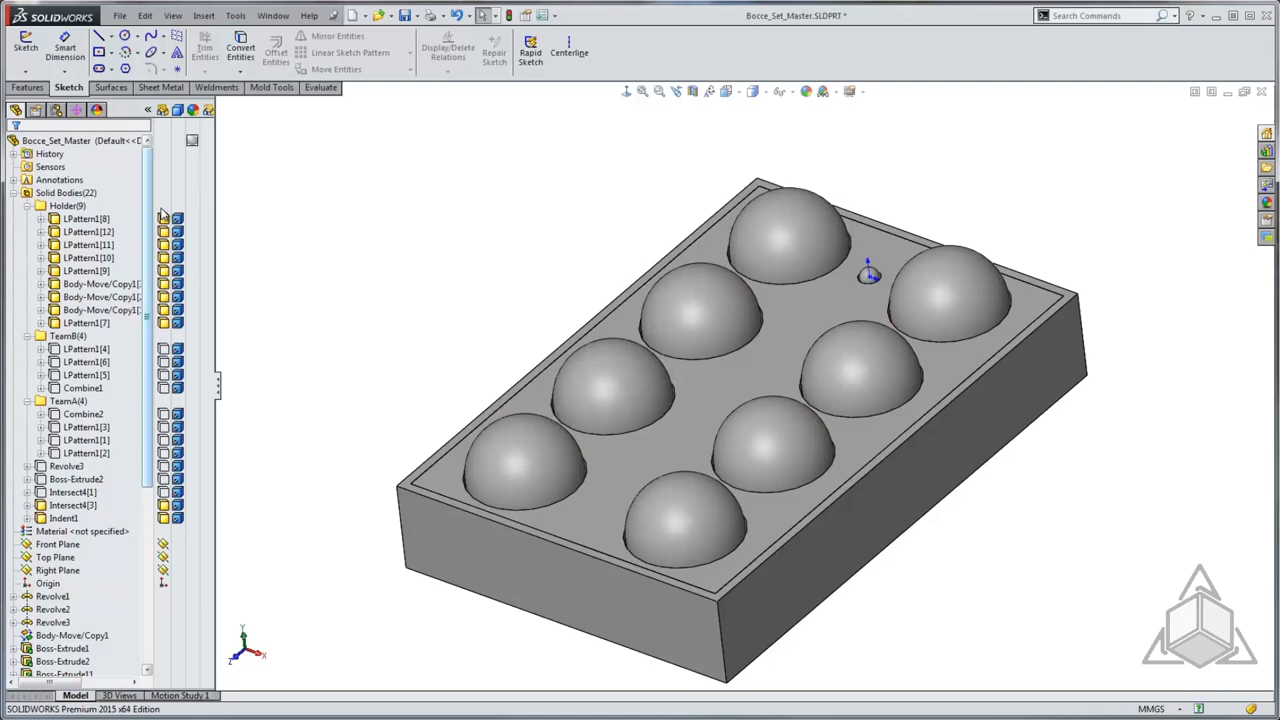 SOLIDWORKS
File Edit View Insert Tools Window Help
Bocce_Set_Master.SLDPRT *
Search Commands
Sketch
Smart Dimension
Trim Entities
Convert Entities
Offset Entities
Mirror Entities
Linear Sketch Pattern
Move Entities
Display/Delete Relations
Repair Sketch
Rapid Sketch
Centerline
Features Sketch Surfaces Sheet Metal Weldments Mold Tools Evaluate
Bocce_Set_Master (Default<<D
History
Sensors
Annotations
Solid Bodies(22)
Holder(9)
LPattern1[8]
LPattern1[12]
LPattern1[11]
LPattern1[10]
LPattern1[9]
Body-Move/Copy1[
Body-Move/Copy1[
Body-Move/Copy1[
LPattern1[7]
TeamB(4)
LPattern1[4]
LPattern1[6]
LPattern1[5]
Combine1
TeamA(4)
Combine2
LPattern1[3]
LPattern1[1]
LPattern1[2]
Revolve3
Boss-Extrude2
Intersect4[1]
Intersect4[3]
Indent1
Material <not specified>
Front Plane
Top Plane
Right Plane
Origin
Revolve1
Revolve2
Revolve3
Body-Move/Copy1
Boss-Extrude1
Boss-Extrude2
Boss-Extrude11
Y
Z X
Model 3D Views Motion Study 1
SOLIDWORKS Premium 2015 x64 Edition
MMGS